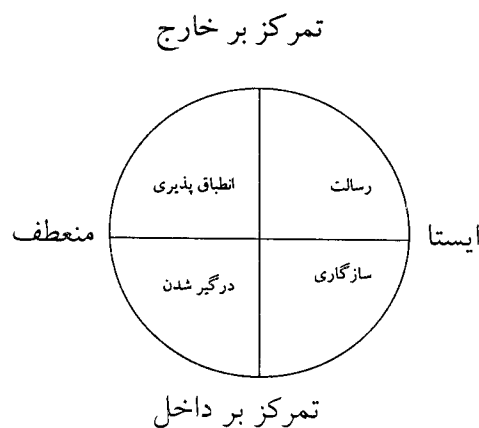 تمرکز بر خارج
رسالت
انطباق پذیری
ایستا
منعطف
سازگاری
درگیر شدن
تمرکز بر داخل